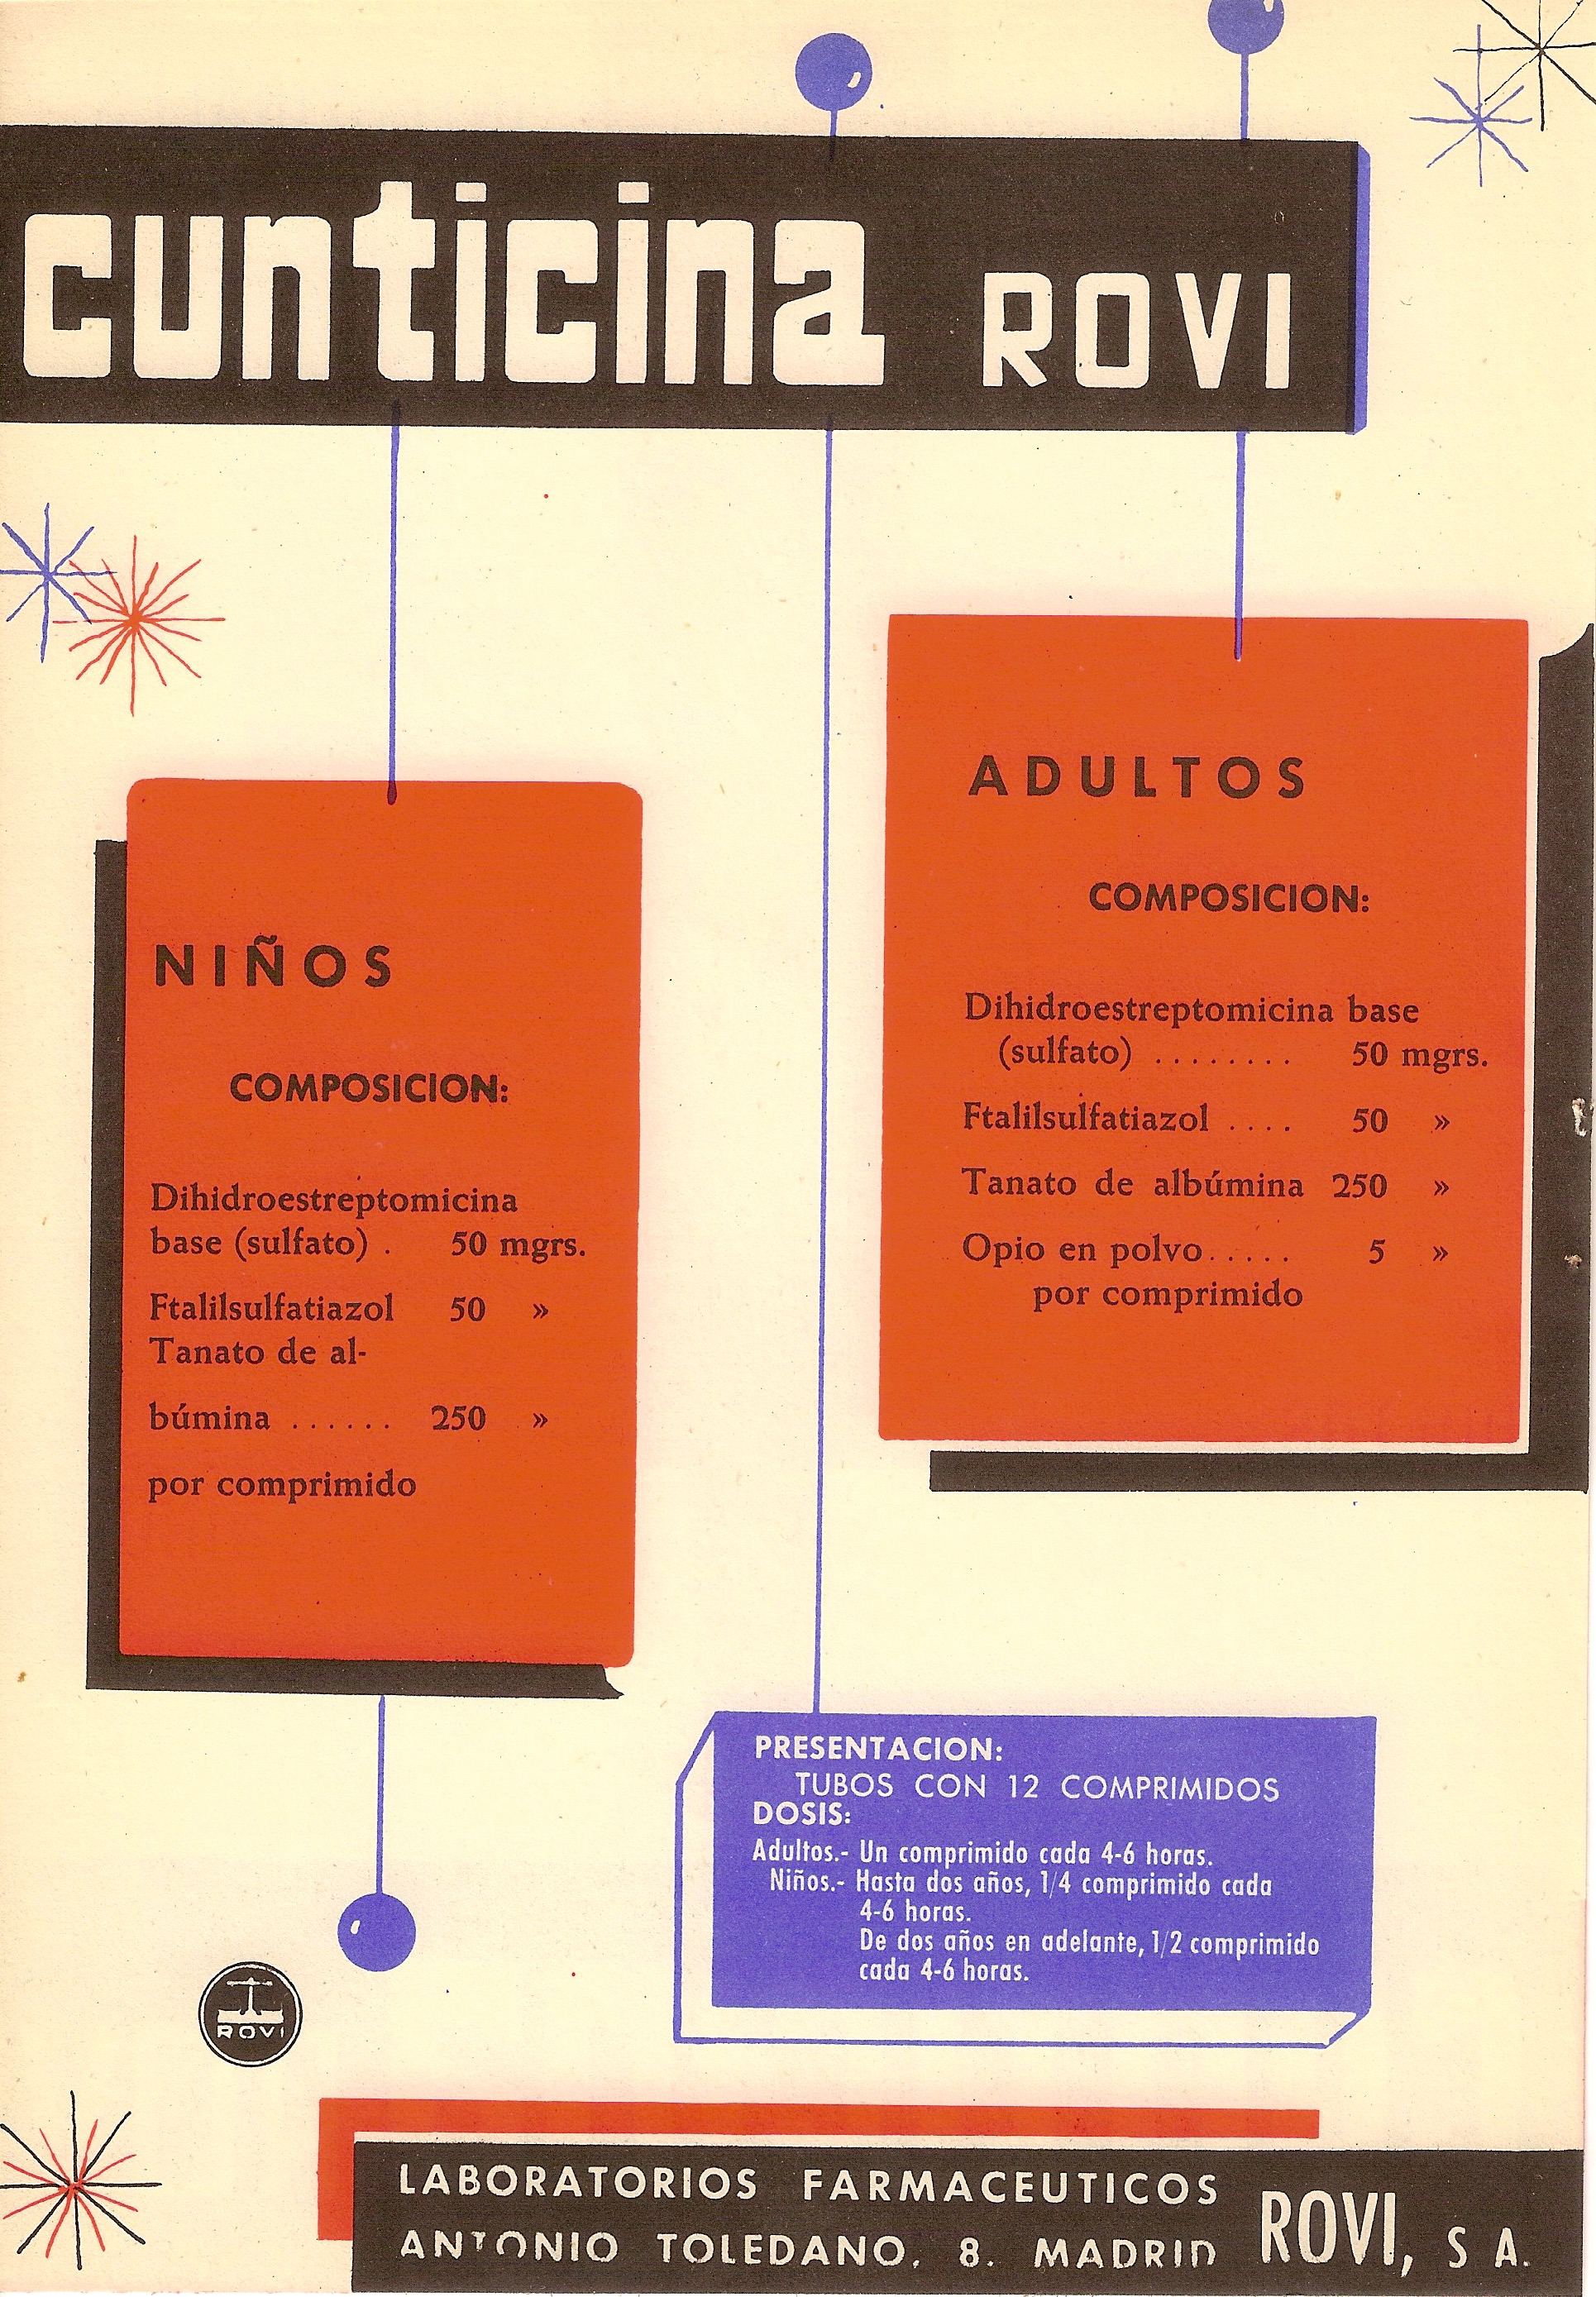 cunticina ROVI
NIÑOS
COMPOSICION:
Dihidroestreptomicina
base (sulfato) . 50 mgrs.
Ftalilsulfatiazol 50 »
Tanato de al-
búmina ...... 250 »
por comprimido
ADULTOS
COMPOSICION:
Dihidroestreptomicina base
(sulfato) ........ 50 mgrs.
Ftalilsulfatiazol .... 50 »
Tanato de albúmina 250 »
Opio en polvo..... 5 »
por comprimido
PRESENTACION:
TUBOS CON 12 COMPRIMIDOS
DOSIS:
Adultos.- Un comprimido cada 4-6 horas.
Niños.- Hasta dos años, 1/4 comprimido cada
4-6 horas.
De dos años en adelante, 1/2 comprimido
cada 4-6 horas.
ROVI
LABORATORIOS FARMACEUTICOS
ANTONIO TOLEDANO, 8. MADRID
ROVI, S A.